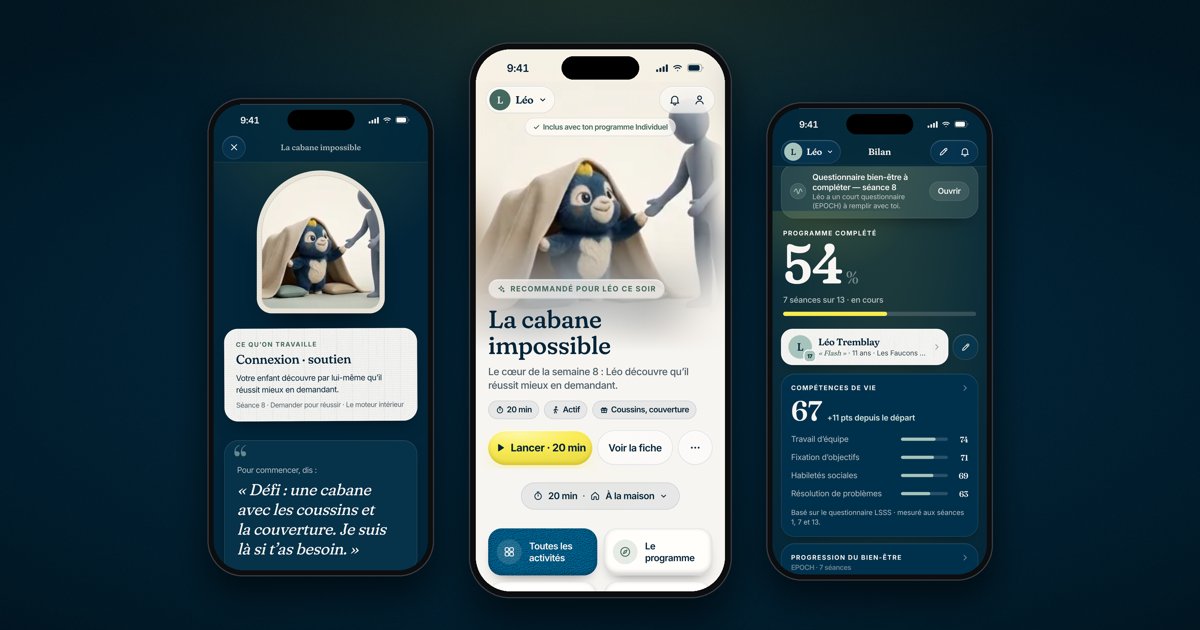 9:41
La cabane impossible
CE QU'ON TRAVAILLE
Connexion · soutien
Votre enfant découvre par lui-même qu'il
réussit mieux en demandant.
Séance 8 · Demander pour réussir · Le moteur intérieur
Pour commencer, dis :
« Défi : une cabane
avec les coussins et
la couverture. Je suis
là si t'as besoin. »
9:41
L Léo
Inclus avec ton programme Individuel
RECOMMANDÉ POUR LÉO CE SOIR
La cabane
impossible
Le cœur de la semaine 8 : Léo découvre qu'il
réussit mieux en demandant.
20 min
Actif
Coussins, couverture
Lancer · 20 min
Voir la fiche
20 min · À la maison
Toutes les
activités
Le
programme
9:41
L Léo
Bilan
Questionnaire bien-être à
compléter — séance 8
Léo a un court questionnaire
(EPOCH) à remplir avec toi.
Ouvrir
PROGRAMME COMPLÉTÉ
54 %
7 séances sur 13 · en cours
L
17
Léo Tremblay
« Flash » · 11 ans · Les Faucons ...
COMPÉTENCES DE VIE
67 +11 pts depuis le départ
Travail d'équipe 74
Fixation d'objectifs 71
Habiletés sociales 69
Résolution de problèmes 63
Basé sur le questionnaire LSSS · mesuré aux séances
1, 7 et 13.
PROGRESSION DU BIEN-ÊTRE
EPOCH · 7 séances